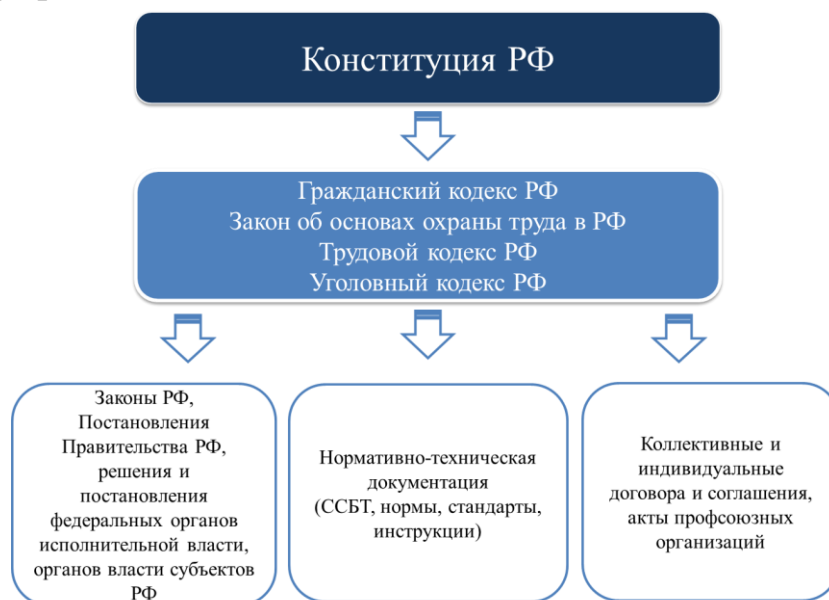 Конституция РФ
Гражданский кодекс РФ
Закон об основах охраны труда в РФ
Трудовой кодекс РФ
Уголовный кодекс РФ
Законы РФ,
Постановления
Правительства РФ,
решения и
постановления
федеральных органов
исполнительной власти,
органов власти субъектов
РФ
Нормативно-техническая
документация
(ССБТ, нормы, стандарты,
инструкции)
Коллективные и
индивидуальные
договора и соглашения,
акты профсоюзных
организаций